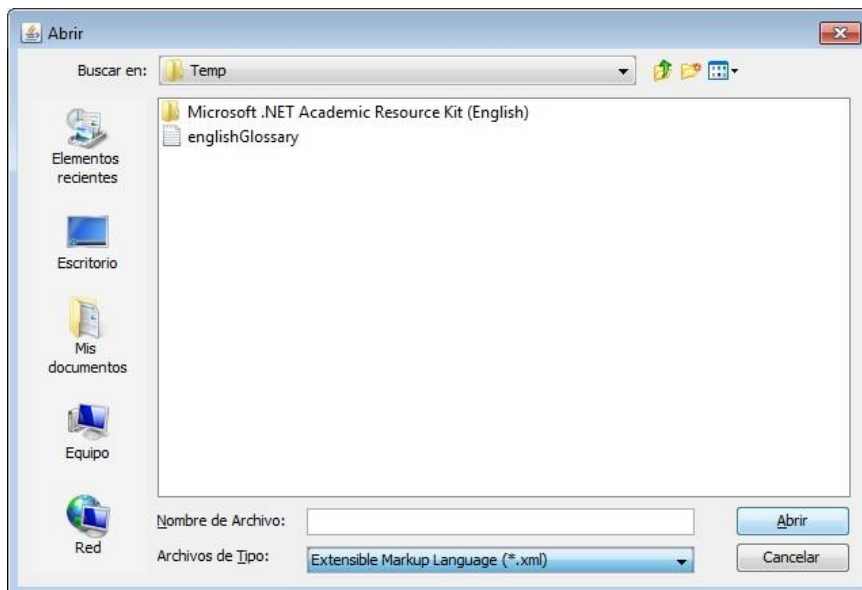 Abrir
Buscar en:
Temp
Microsoft .NET Academic Resource Kit (English)
englishGlossary
Elementos
recientes
Escritorio
Mis
documentos
Equipo
Red
Nombre de Archivo:
Abrir
Archivos de Tipo:
Extensible Markup Language (*.xml)
Cancelar